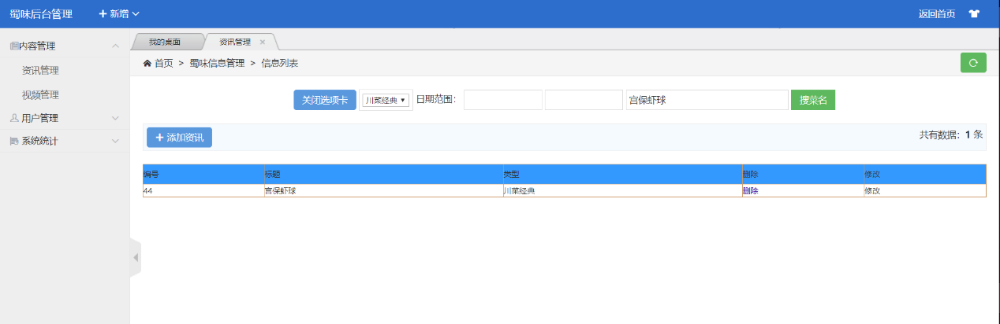 蜀味后台管理 新增 返回首页
内容管理
资讯管理
视频管理
用户管理
系统统计
我的桌面 资讯管理
首页 > 蜀味信息管理 > 信息列表
关闭选项卡 川菜经典 日期范围： 宫保虾球 搜菜名
添加资讯 共有数据：1 条
编号 标题 类型 删除 修改
44 宫保虾球 川菜经典 删除 修改